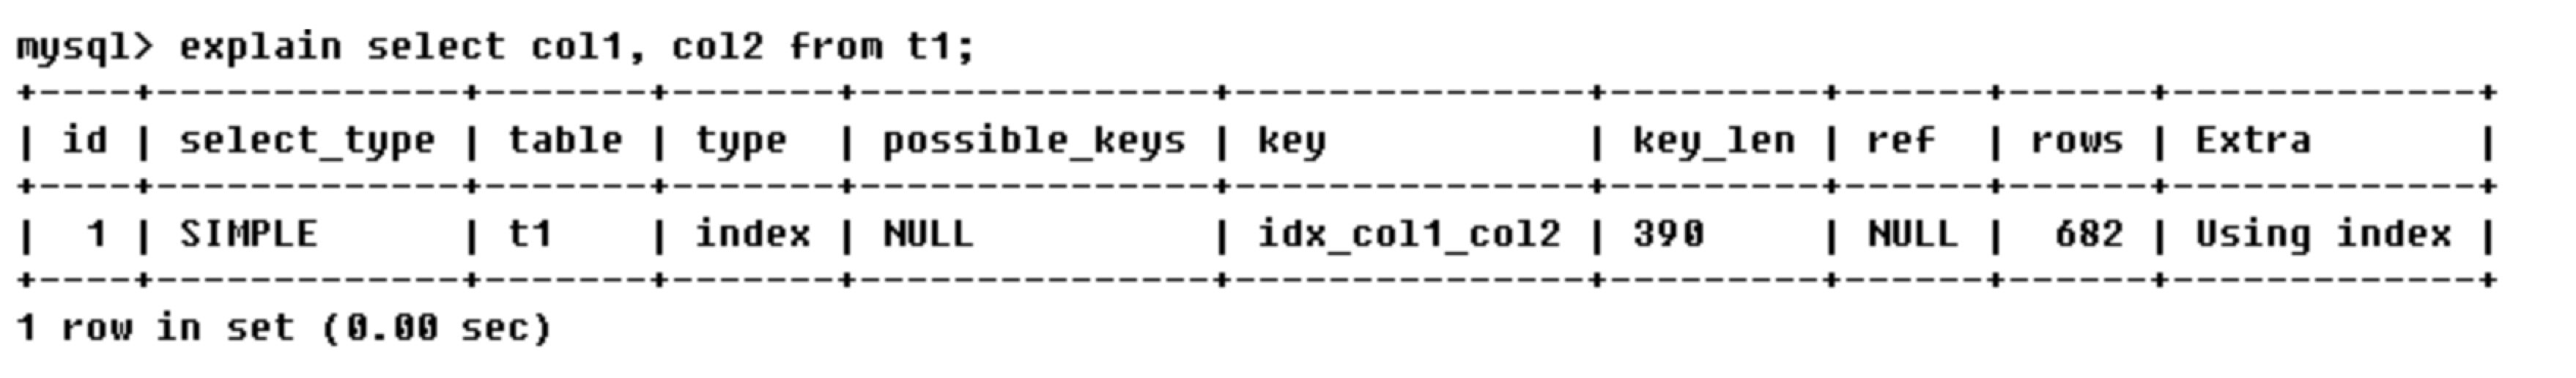 mysql> explain select col1, col2 from t1;
+----+-------------+-------+-------+---------------+---------------+---------+------+------+-------------+
| id | select_type | table | type  | possible_keys | key           | key_len | ref  | rows | Extra       |
+----+-------------+-------+-------+---------------+---------------+---------+------+------+-------------+
|  1 | SIMPLE      | t1    | index | NULL          | idx_col1_col2 | 390     | NULL |  682 | Using index |
+----+-------------+-------+-------+---------------+---------------+---------+------+------+-------------+
1 row in set (0.00 sec)